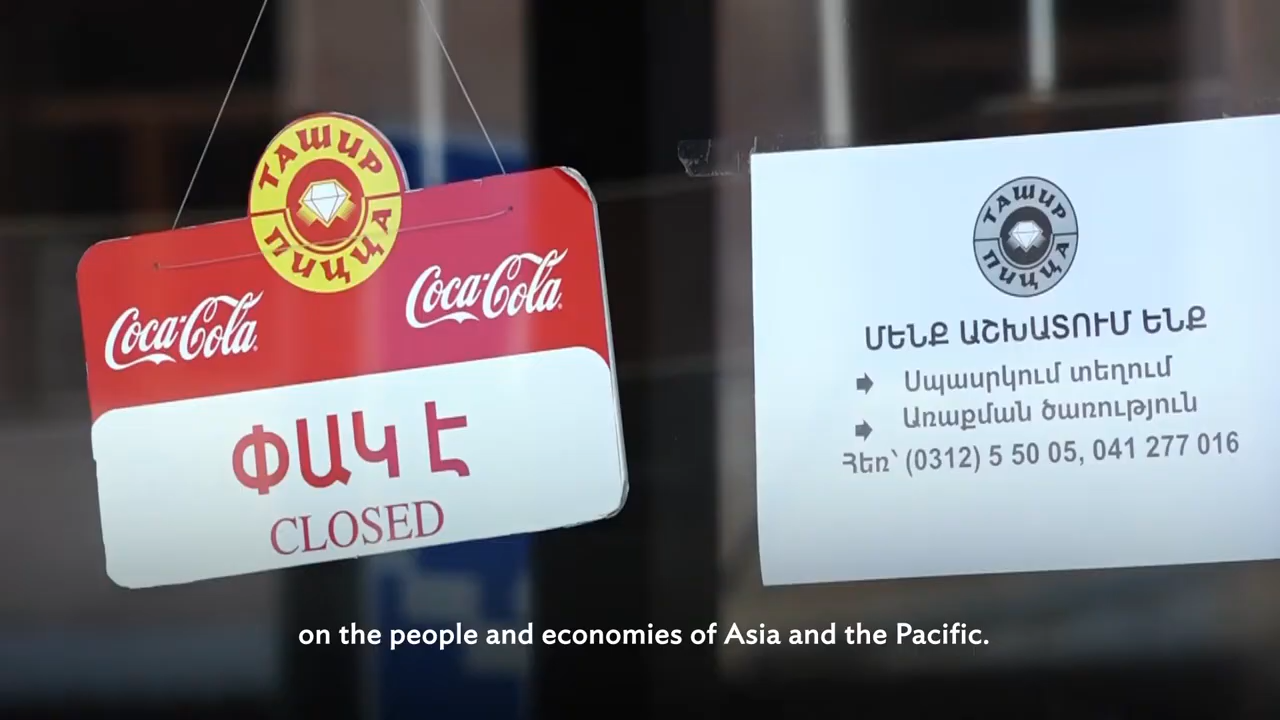 ТАШИР
ПИЦЦА
Coca-Cola
Coca-Cola
ՓԱԿ Է
CLOSED
ТАШИР
ПИЦЦА
ՄԵՆՔ ԱՇԽԱՏՈՒՄ ԵՆՔ
Սպասրկում տեղում
Առաքման ծառություն
Հեռ՝ (0312) 5 50 05, 041 277 016
on the people and economies of Asia and the Pacific.